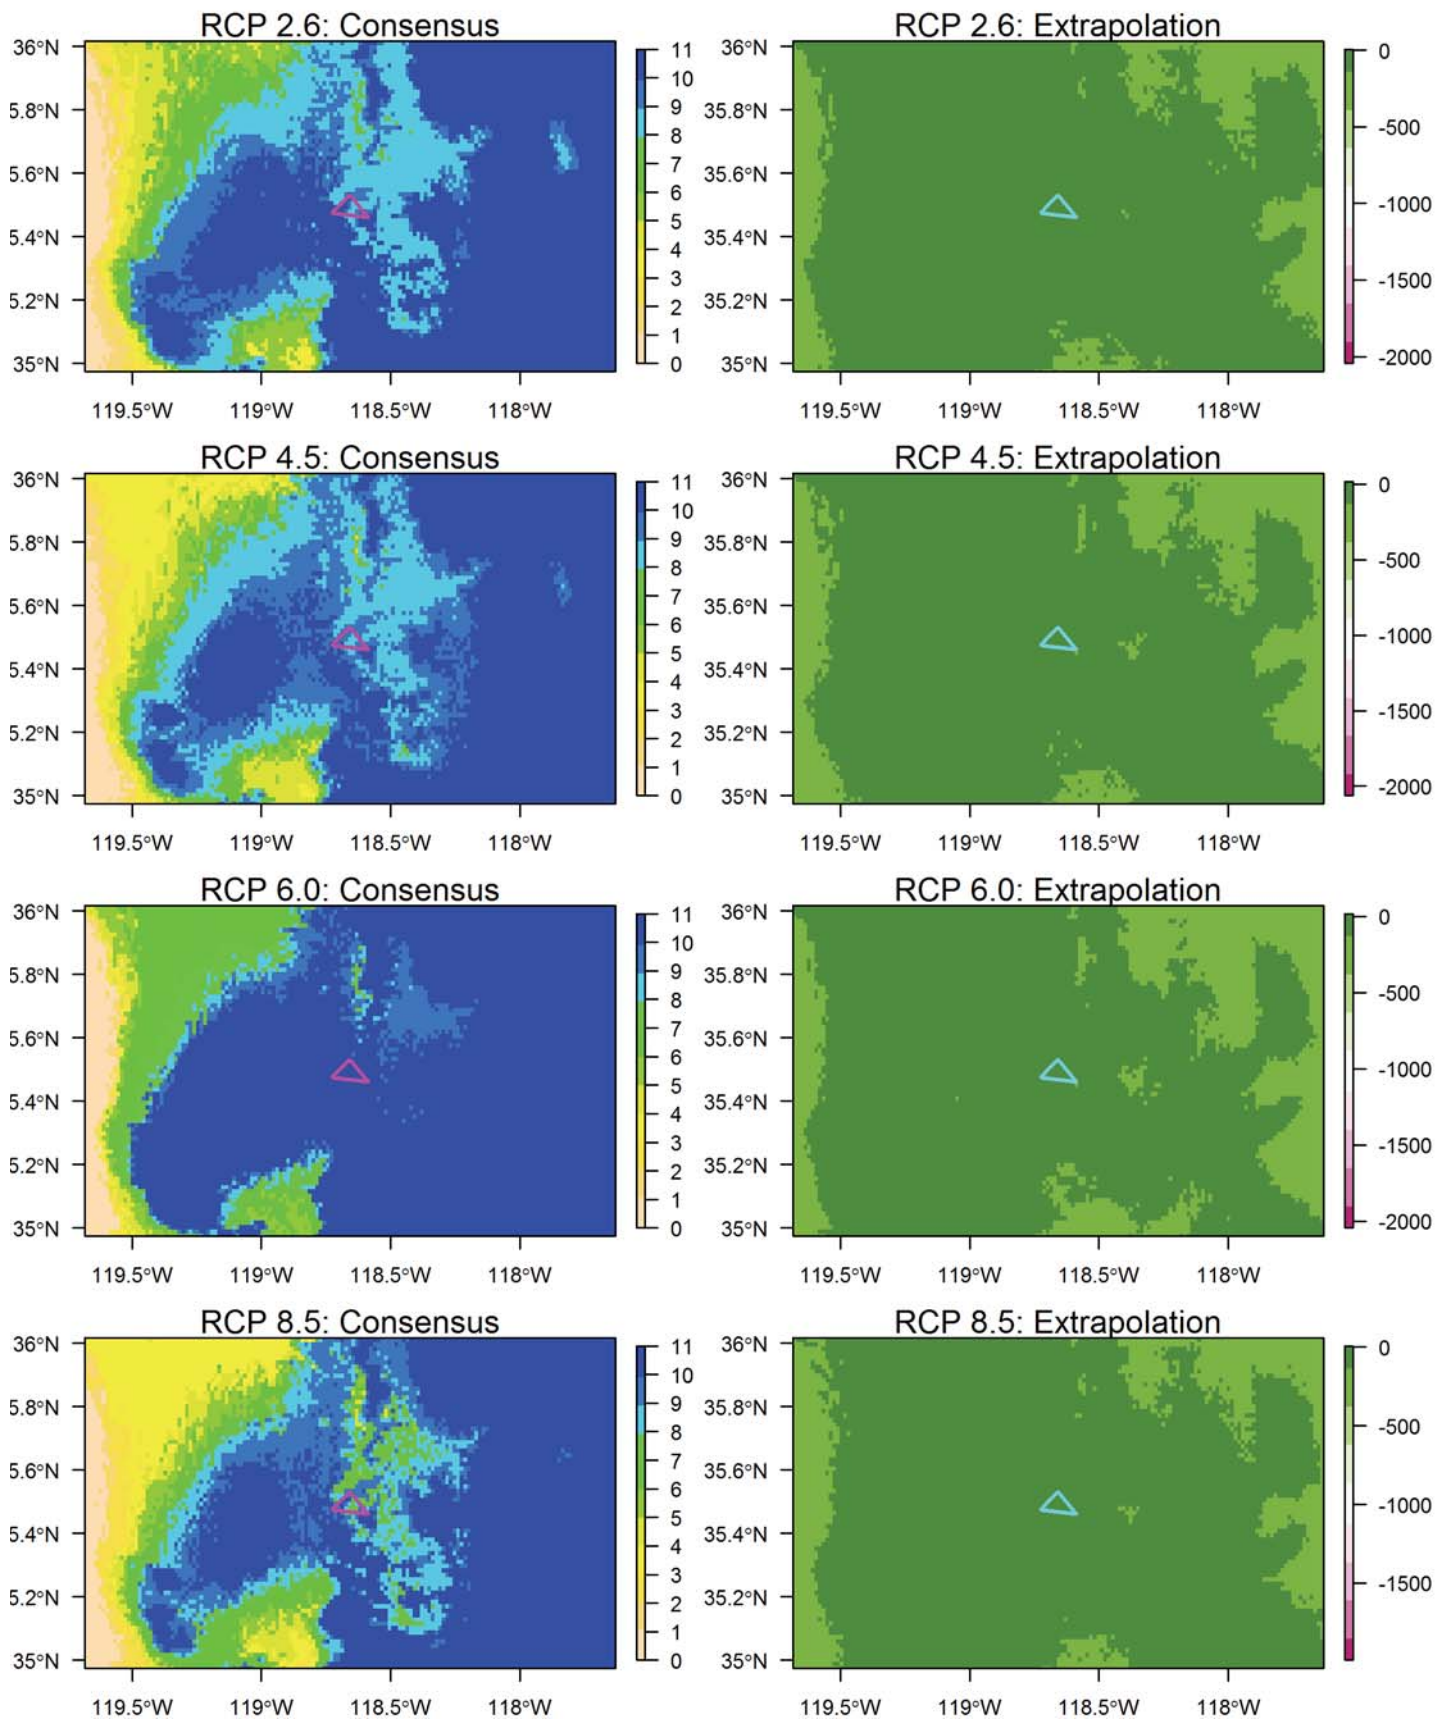 RCP 2.6: Consensus
36°N
5.8°N
5.6°N
5.4°N
5.2°N
35°N
119.5°W 119°W 118.5°W 118°W
11
10
9
8
7
6
5
4
3
2
1
0
RCP 2.6: Extrapolation
36°N
35.8°N
35.6°N
35.4°N
35.2°N
35°N
119.5°W 119°W 118.5°W 118°W
0
-500
-1000
-1500
-2000
RCP 4.5: Consensus
36°N
5.8°N
5.6°N
5.4°N
5.2°N
35°N
119.5°W 119°W 118.5°W 118°W
11
10
9
8
7
6
5
4
3
2
1
0
RCP 4.5: Extrapolation
36°N
35.8°N
35.6°N
35.4°N
35.2°N
35°N
119.5°W 119°W 118.5°W 118°W
0
-500
-1000
-1500
-2000
RCP 6.0: Consensus
36°N
5.8°N
5.6°N
5.4°N
5.2°N
35°N
119.5°W 119°W 118.5°W 118°W
11
10
9
8
7
6
5
4
3
2
1
0
RCP 6.0: Extrapolation
36°N
35.8°N
35.6°N
35.4°N
35.2°N
35°N
119.5°W 119°W 118.5°W 118°W
0
-500
-1000
-1500
-2000
RCP 8.5: Consensus
36°N
5.8°N
5.6°N
5.4°N
5.2°N
35°N
119.5°W 119°W 118.5°W 118°W
11
10
9
8
7
6
5
4
3
2
1
0
RCP 8.5: Extrapolation
36°N
35.8°N
35.6°N
35.4°N
35.2°N
35°N
119.5°W 119°W 118.5°W 118°W
0
-500
-1000
-1500